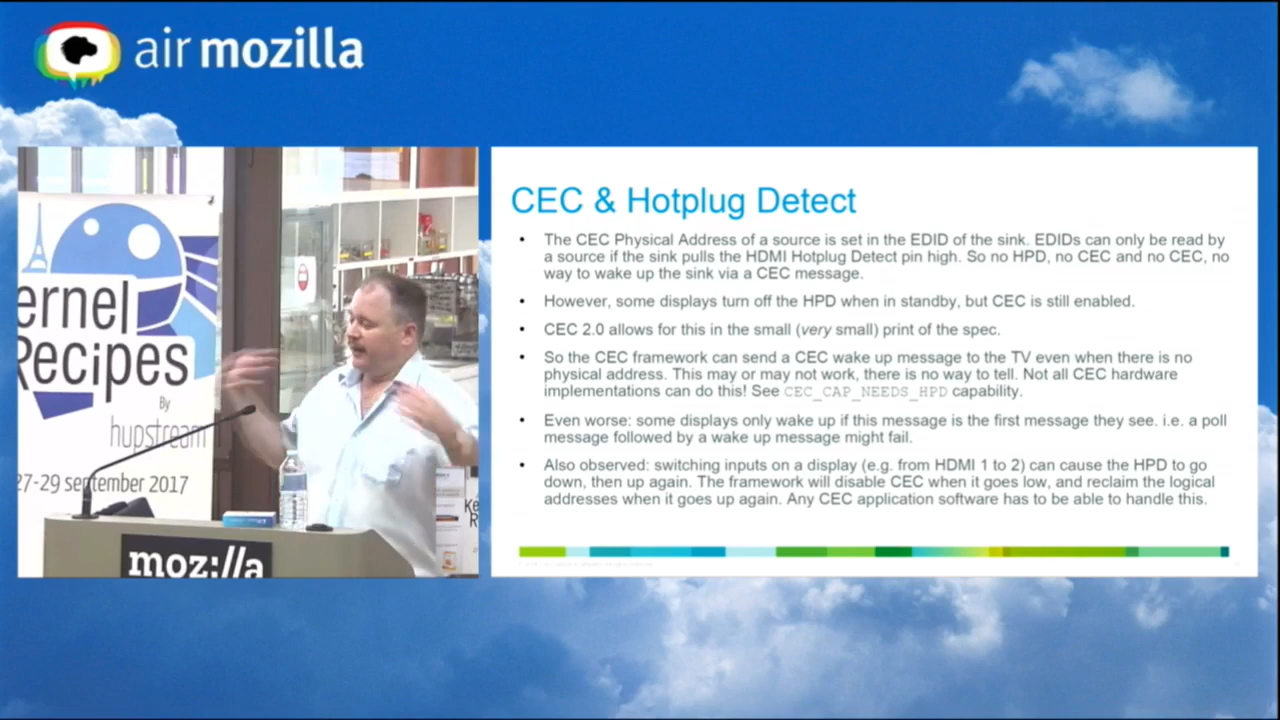 air mozilla
ernel
Recipes
By
hupstream
27-29 september 2017
moz://a
Ke
R
CEC & Hotplug Detect
• The CEC Physical Address of a source is set in the EDID of the sink. EDIDs can only be read by
a source if the sink pulls the HDMI Hotplug Detect pin high. So no HPD, no CEC and no CEC, no
way to wake up the sink via a CEC message.
• However, some displays turn off the HPD when in standby, but CEC is still enabled.
• CEC 2.0 allows for this in the small (very small) print of the spec.
• So the CEC framework can send a CEC wake up message to the TV even when there is no
physical address. This may or may not work, there is no way to tell. Not all CEC hardware
implementations can do this! See CEC_CAP_NEEDS_HPD capability.
• Even worse: some displays only wake up if this message is the first message they see. i.e. a poll
message followed by a wake up message might fail.
• Also observed: switching inputs on a display (e.g. from HDMI 1 to 2) can cause the HPD to go
down, then up again. The framework will disable CEC when it goes low, and reclaim the logical
addresses when it goes up again. Any CEC application software has to be able to handle this.